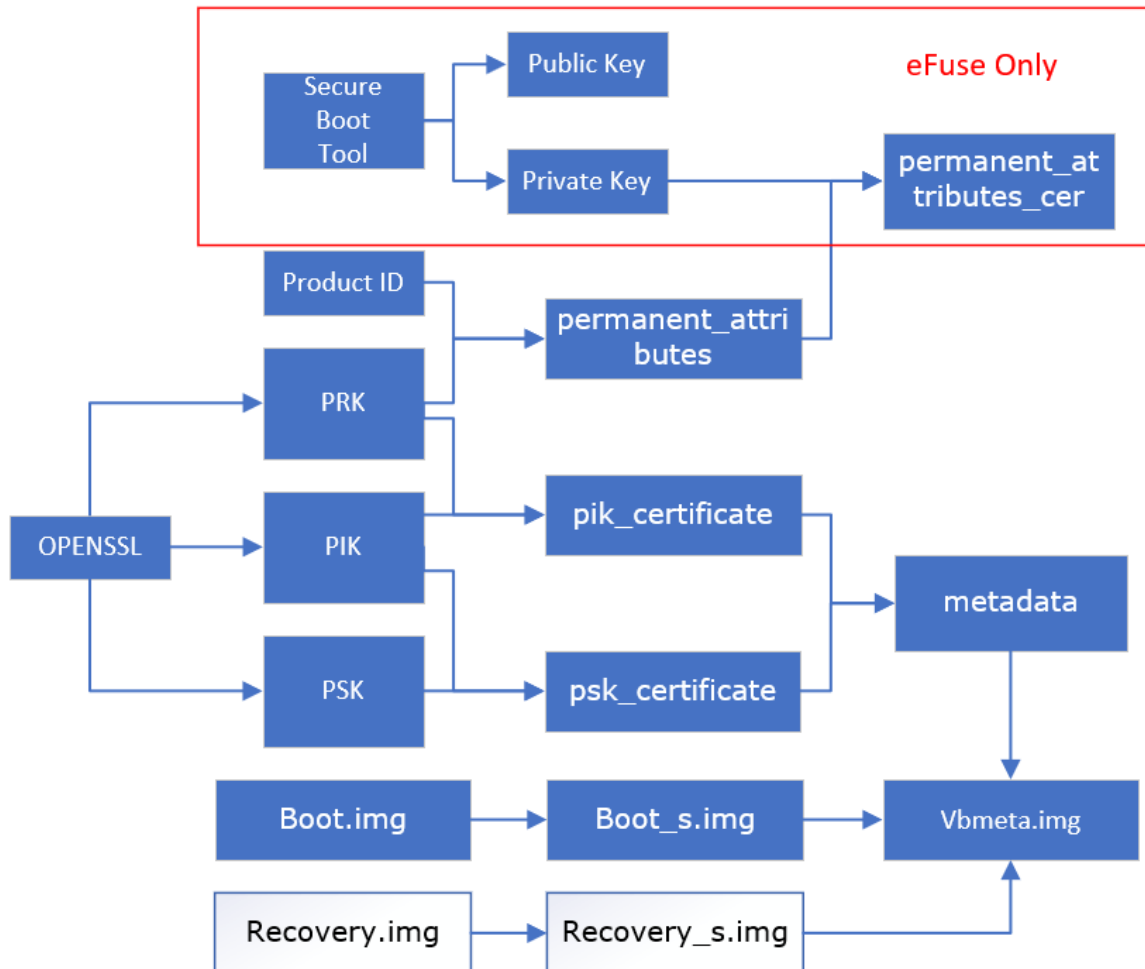 Secure
Boot
Tool
Public Key
eFuse Only
Private Key
permanent_at
tributes_cer
Product ID
permanent_attri
butes
PRK
pik_certificate
OPENSSL
PIK
metadata
PSK
psk_certificate
Boot.img
Boot_s.img
Vbmeta.img
Recovery.img
Recovery_s.img